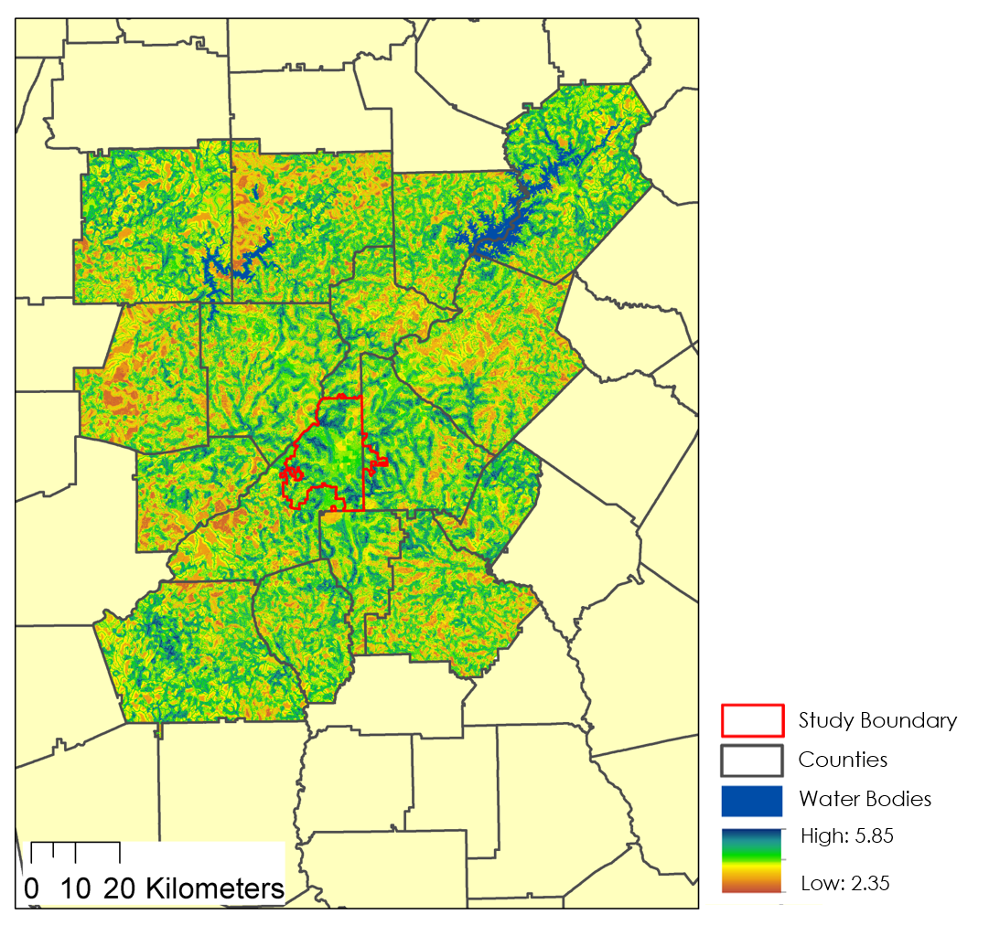 Study Boundary
Counties
Water Bodies
High: 5.85
Low: 2.35
0 10 20 Kilometers